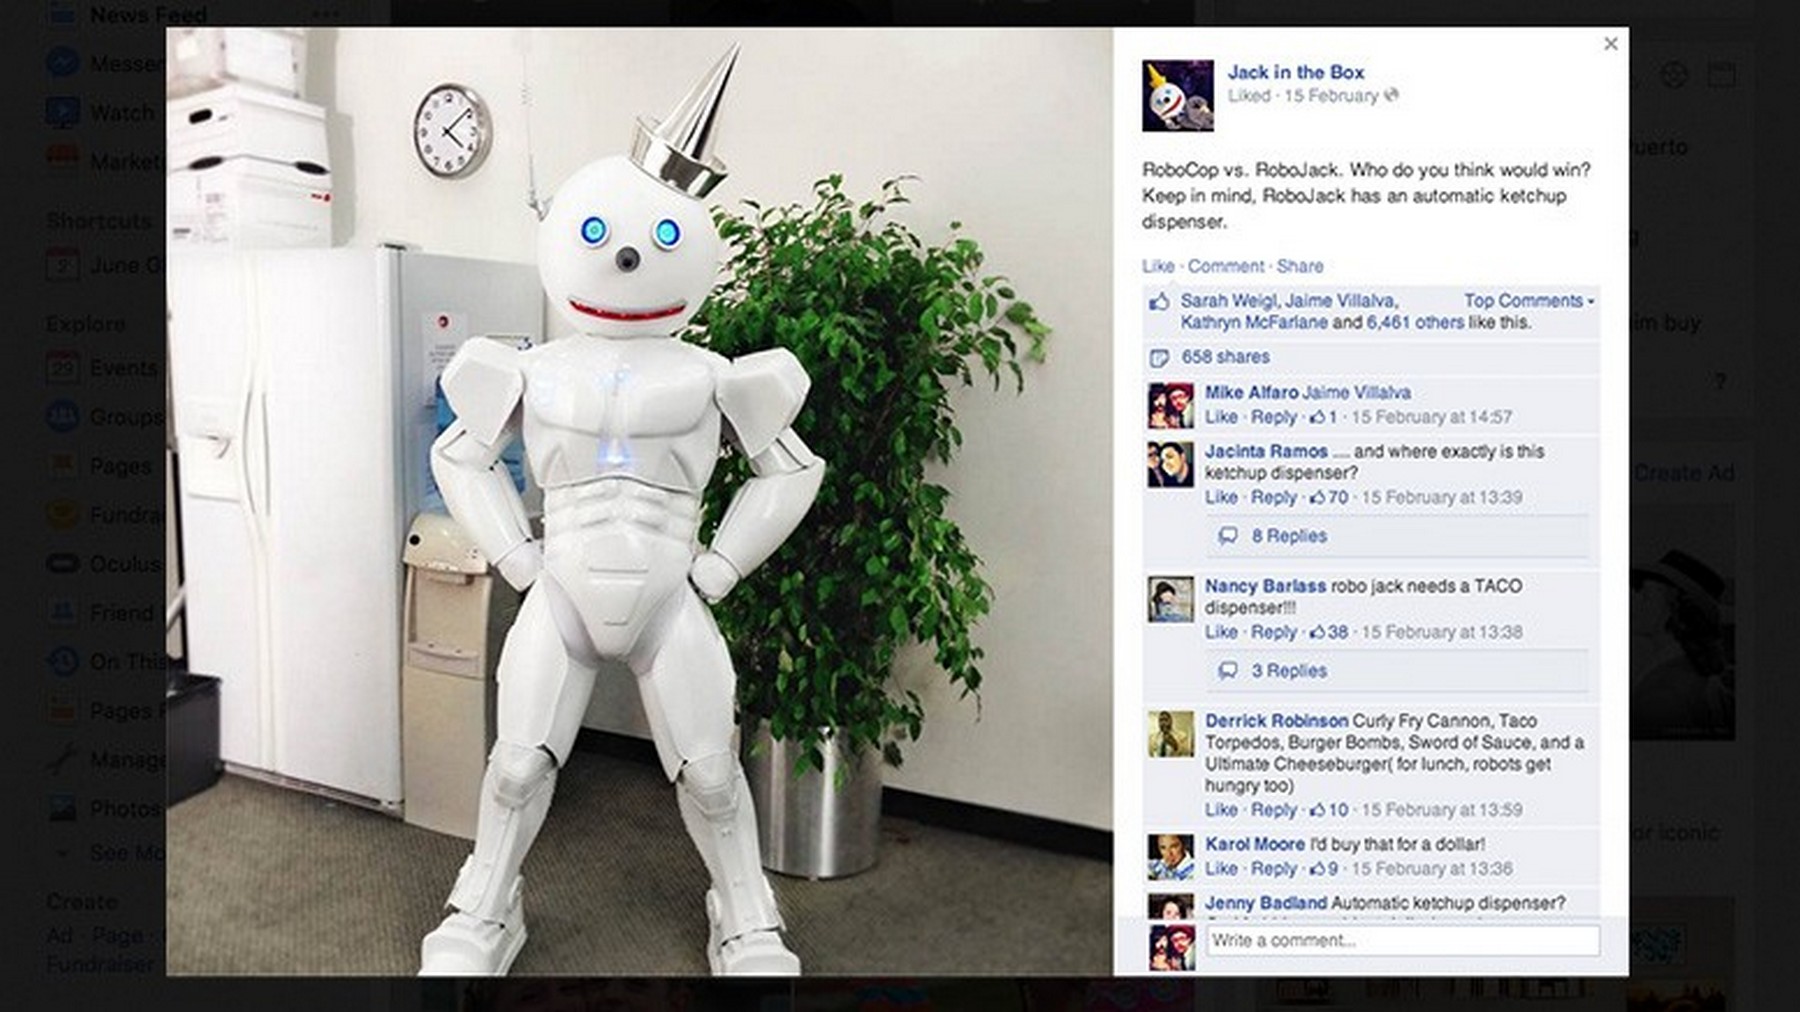 News Feed
Messen
Watch
Market
Shortcuts
June G
Explore
Events
Groups
Pages
Fundra
Oculus
Friend
On This
Pages F
Manage
Photos
See Mo
Create
Ad · Page ·
Fundraiser
Jack in the Box
Liked · 15 February
RoboCop vs. RoboJack. Who do you think would win?
Keep in mind, RoboJack has an automatic ketchup
dispenser.
Like · Comment · Share
Sarah Weigl, Jaime Villalva,
Kathryn McFarlane and 6,461 others like this.
Top Comments
658 shares
Mike Alfaro Jaime Villalva
Like · Reply · 1 · 15 February at 14:57
Jacinta Ramos .... and where exactly is this
ketchup dispenser?
Like · Reply · 70 · 15 February at 13:39
8 Replies
Nancy Barlass robo jack needs a TACO
dispenser!!!
Like · Reply · 38 · 15 February at 13:38
3 Replies
Derrick Robinson Curly Fry Cannon, Taco
Torpedos, Burger Bombs, Sword of Sauce, and a
Ultimate Cheeseburger( for lunch, robots get
hungry too)
Like · Reply · 10 · 15 February at 13:59
Karol Moore I'd buy that for a dollar!
Like · Reply · 9 · 15 February at 13:36
Jenny Badland Automatic ketchup dispenser?
Write a comment...
uerto
im buy
?
Create Ad
or iconic